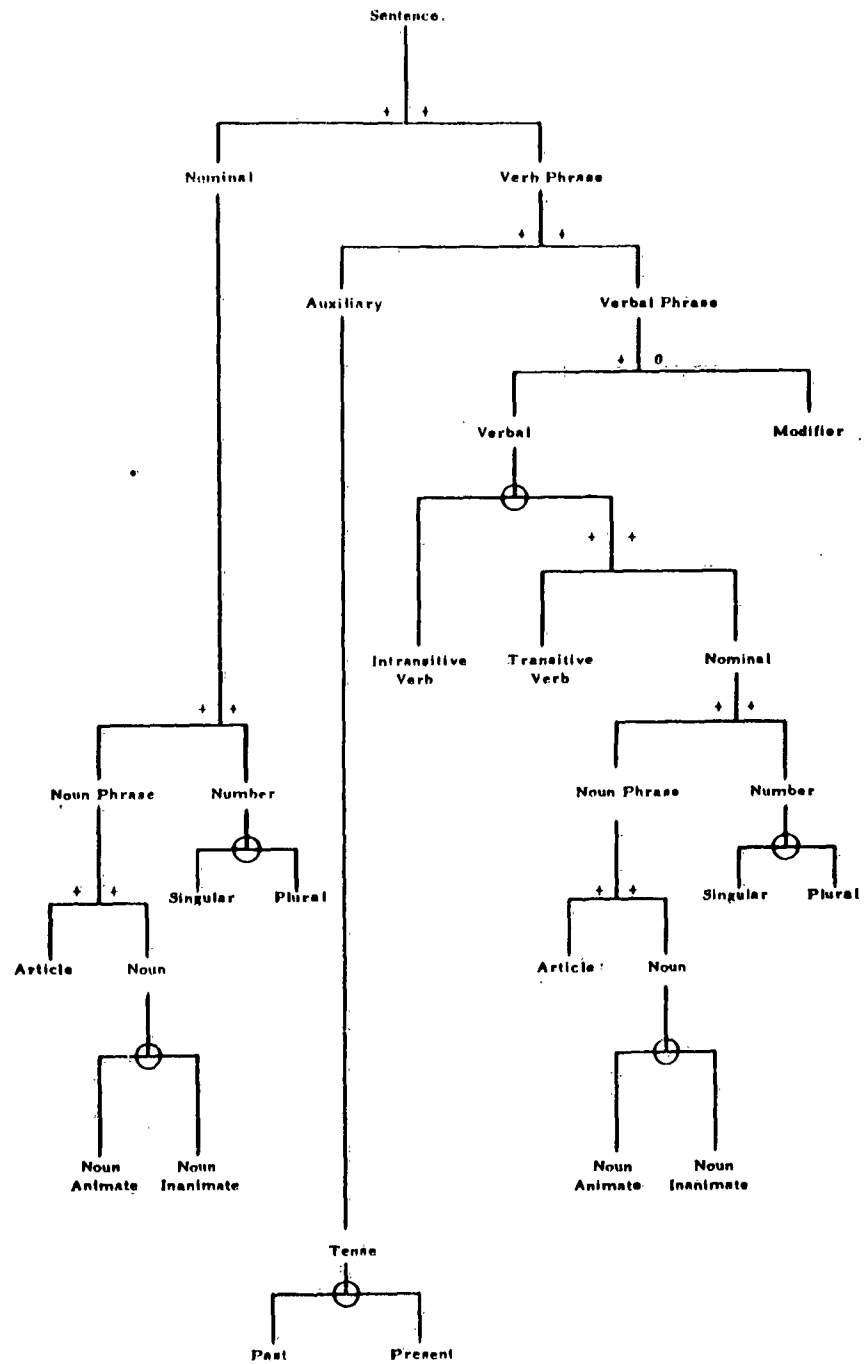 Sentence.
+ +
Nominal Verb Phrase
+ +
Auxiliary Verbal Phrase
+ 0
Verbal Modifier
+ +
Intransitive Verb Transitive Verb Nominal
+ + + +
Noun Phrase Number Noun Phrase Number
Singular Plural Singular Plural
+ + + +
Article Noun Article Noun
Noun Animate Noun Inanimate Noun Animate Noun Inanimate
Tense
Past Present